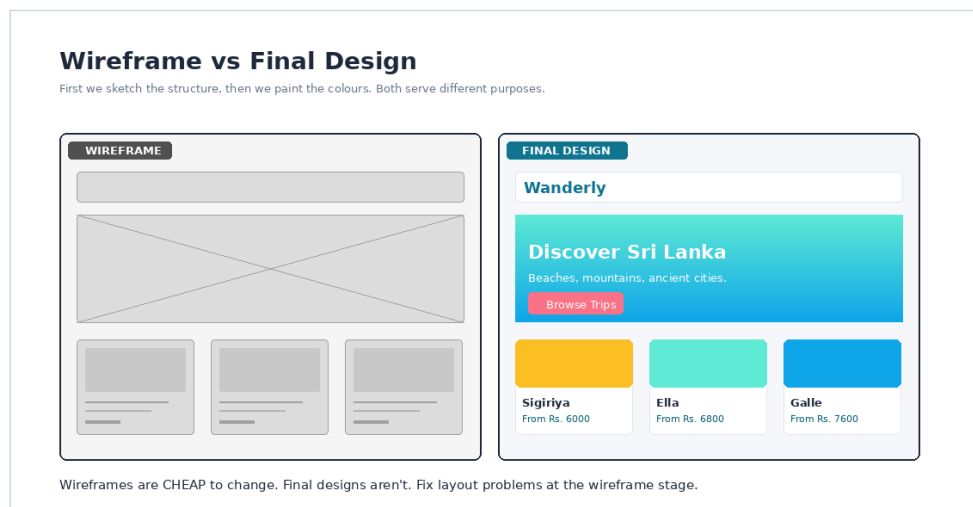 Wireframe vs Final Design
First we sketch the structure, then we paint the colours. Both serve different purposes.
WIREFRAME
FINAL DESIGN
Wanderly
Discover Sri Lanka
Beaches, mountains, ancient cities.
Browse Trips
Sigiriya
From Rs. 6000
Ella
From Rs. 6800
Galle
From Rs. 7600
Wireframes are CHEAP to change. Final designs aren't. Fix layout problems at the wireframe stage.